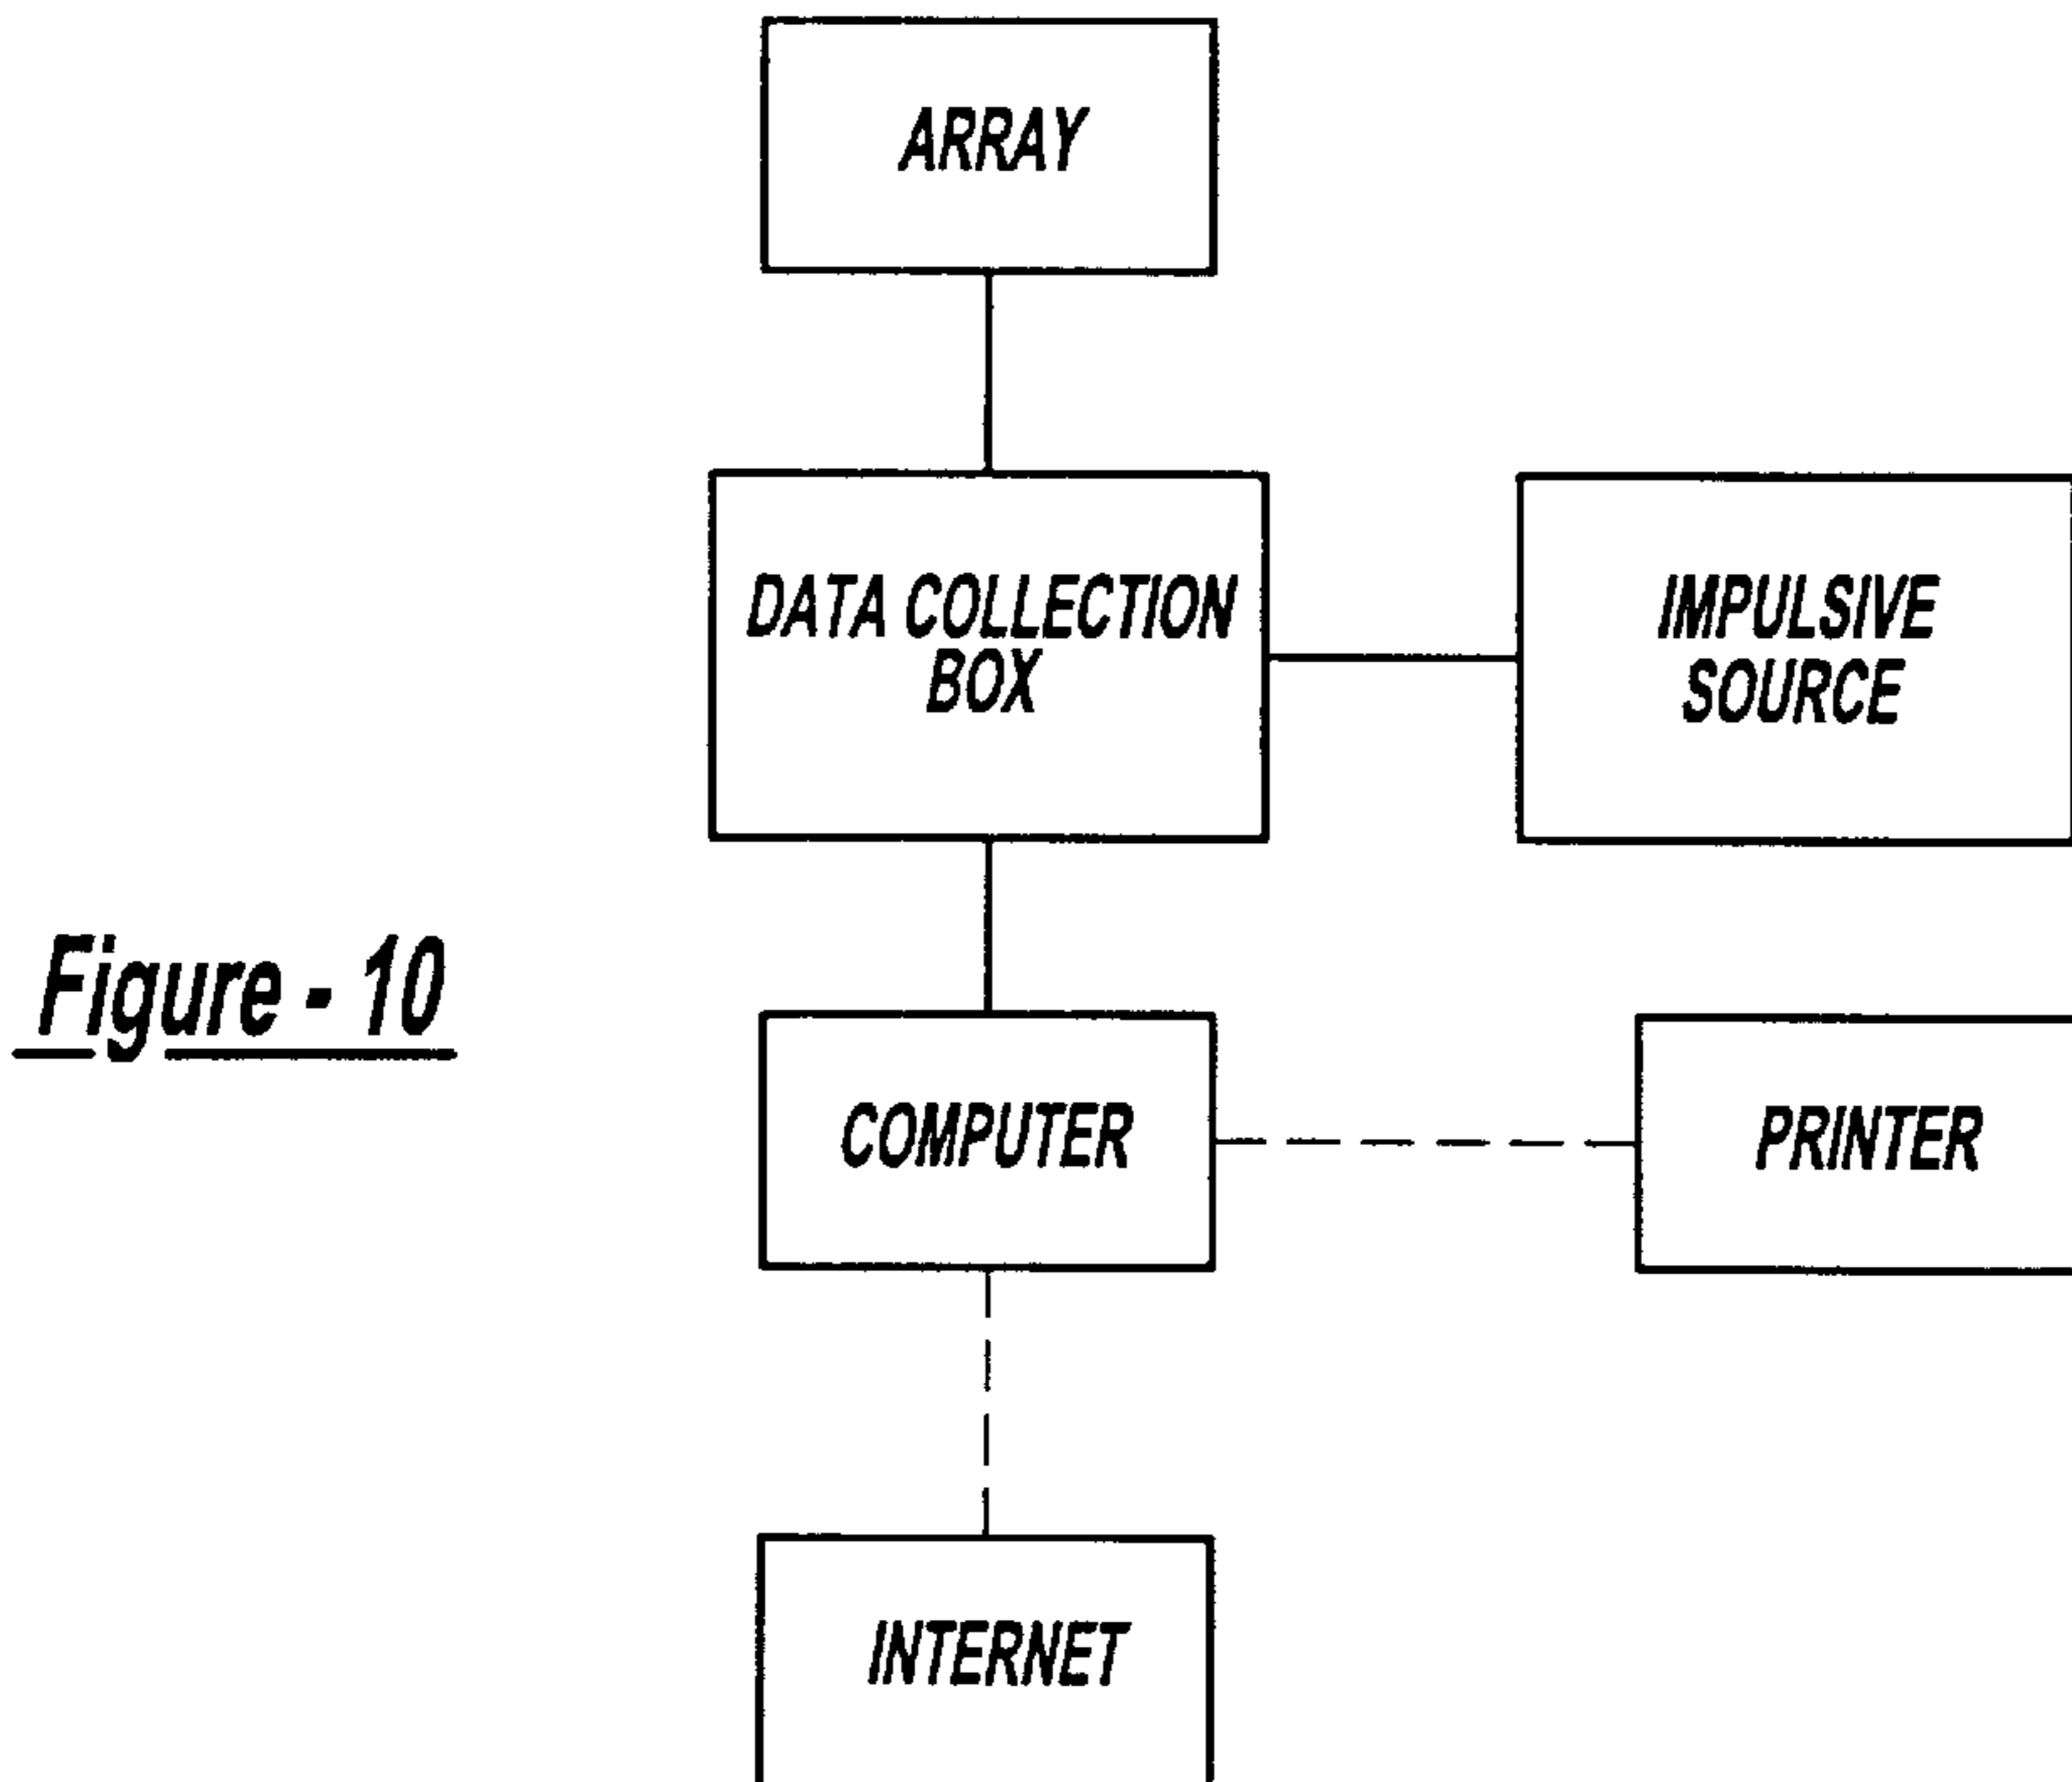 ARRAY
DATA COLLECTION
BOX
IMPULSIVE
SOURCE
Figure - 10
COMPUTER
PRINTER
INTERNET